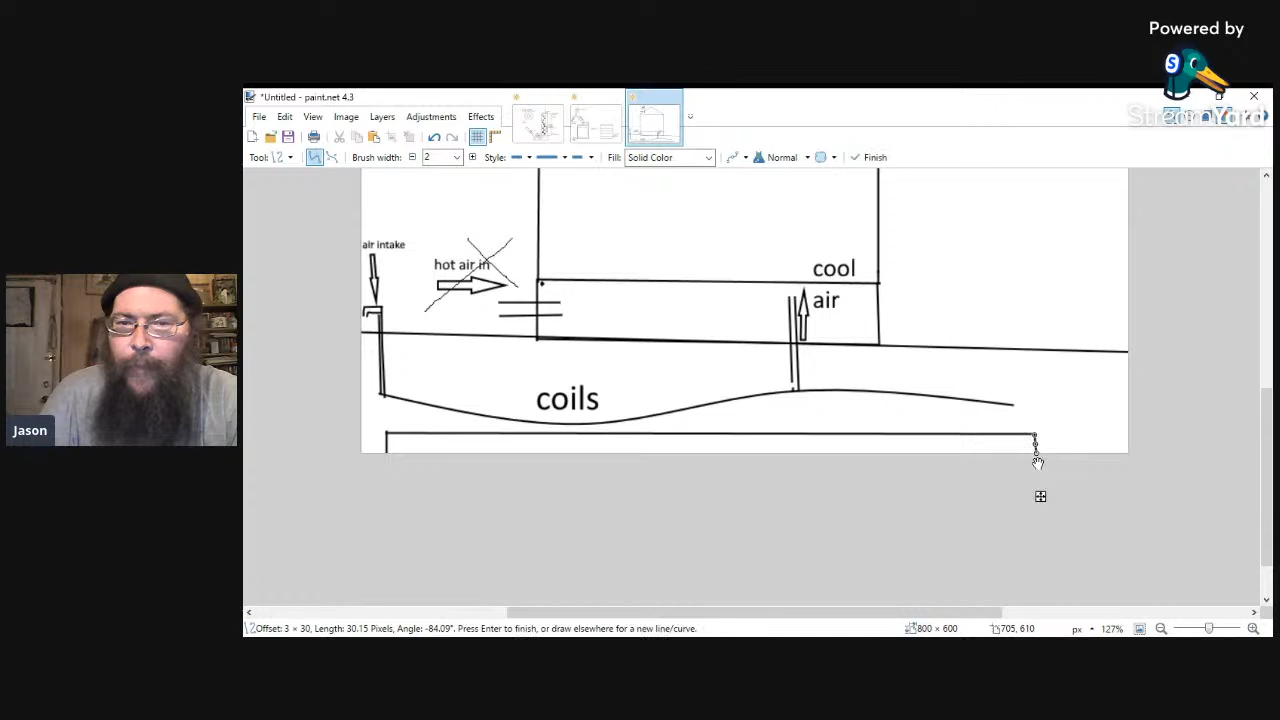 Powered by
StreamYard
*Untitled - paint.net 4.3
File Edit View Image Layers Adjustments Effects
Tool: Brush width: 2 Style: Fill: Solid Color Normal Finish
air intake
hot air in
cool
air
coils
Jason
Offset: 3 × 30, Length: 30.15 Pixels, Angle: -84.09°. Press Enter to finish, or draw elsewhere for a new line/curve.
800 × 600
705, 610
px
127%